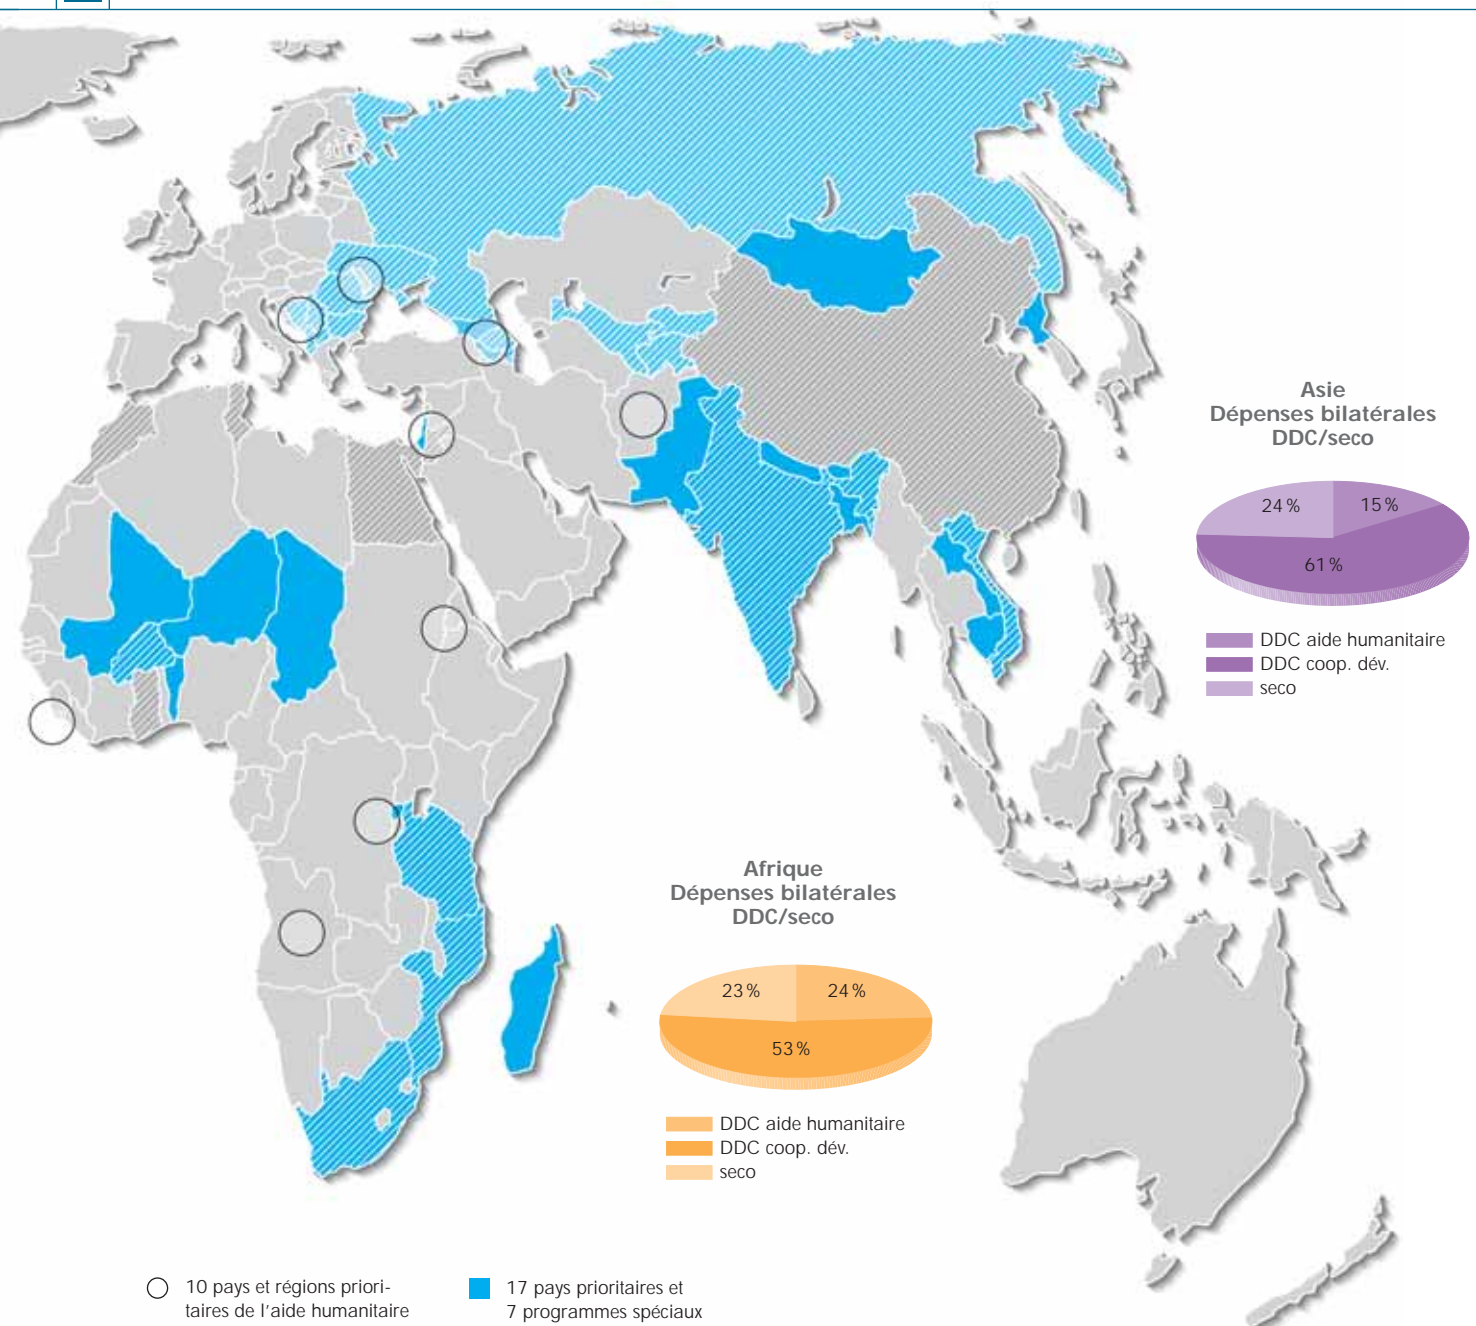 Asie
Dépenses bilatérales
DDC/seco
24 %
15 %
61 %
DDC aide humanitaire
DDC coop. dév.
seco
Afrique
Dépenses bilatérales
DDC/seco
23 %
24 %
53 %
DDC aide humanitaire
DDC coop. dév.
seco
10 pays et régions priori-
taires de l'aide humanitaire
17 pays prioritaires et
7 programmes spéciaux